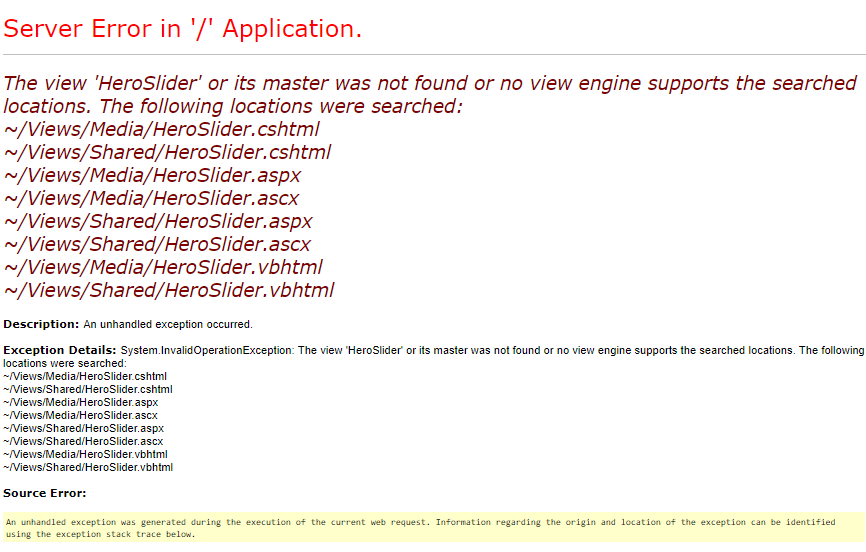 Server Error in '/' Application.
The view 'HeroSlider' or its master was not found or no view engine supports the searched
locations. The following locations were searched:
~/Views/Media/HeroSlider.cshtml
~/Views/Shared/HeroSlider.cshtml
~/Views/Media/HeroSlider.aspx
~/Views/Media/HeroSlider.ascx
~/Views/Shared/HeroSlider.aspx
~/Views/Shared/HeroSlider.ascx
~/Views/Media/HeroSlider.vbhtml
~/Views/Shared/HeroSlider.vbhtml
Description: An unhandled exception occurred.
Exception Details: System.InvalidOperationException: The view 'HeroSlider' or its master was not found or no view engine supports the searched locations. The following
locations were searched:
~/Views/Media/HeroSlider.cshtml
~/Views/Shared/HeroSlider.cshtml
~/Views/Media/HeroSlider.aspx
~/Views/Media/HeroSlider.ascx
~/Views/Shared/HeroSlider.aspx
~/Views/Shared/HeroSlider.ascx
~/Views/Media/HeroSlider.vbhtml
~/Views/Shared/HeroSlider.vbhtml
Source Error:
An unhandled exception was generated during the execution of the current web request. Information regarding the origin and location of the exception can be identified
using the exception stack trace below.